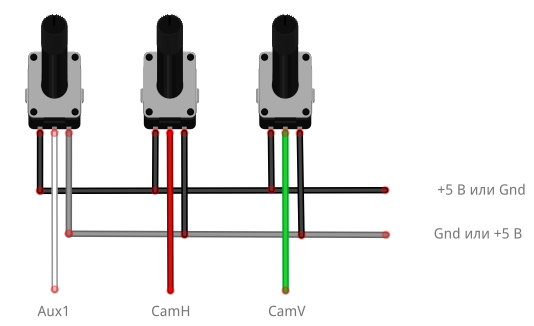 +5 В или Gnd
Gnd или +5 В
Aux1 CamH CamV